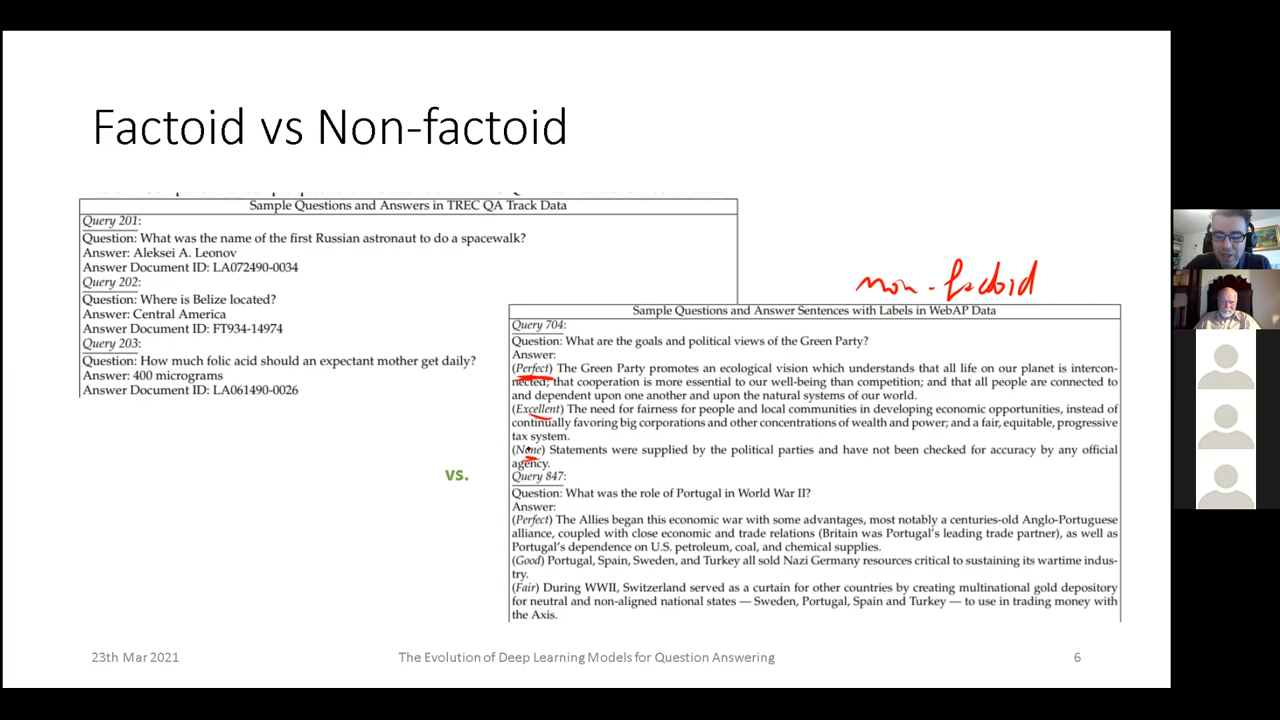 Factoid vs Non-factoid
Sample Questions and Answers in TREC QA Track Data
Query 201:
Question: What was the name of the first Russian astronaut to do a spacewalk?
Answer: Aleksei A. Leonov
Answer Document ID: LA072490-0034
Query 202:
Question: Where is Belize located?
Answer: Central America
Answer Document ID: FT934-14974
Query 203:
Question: How much folic acid should an expectant mother get daily?
Answer: 400 micrograms
Answer Document ID: LA061490-0026
vs.
non-factoid
Sample Questions and Answer Sentences with Labels in WebAP Data
Query 704:
Question: What are the goals and political views of the Green Party?
Answer:
(Perfect) The Green Party promotes an ecological vision which understands that all life on our planet is intercon-
nected; that cooperation is more essential to our well-being than competition; and that all people are connected to
and dependent upon one another and upon the natural systems of our world.
(Excellent) The need for fairness for people and local communities in developing economic opportunities, instead of
continually favoring big corporations and other concentrations of wealth and power; and a fair, equitable, progressive
tax system.
(None) Statements were supplied by the political parties and have not been checked for accuracy by any official
agency.
Query 847:
Question: What was the role of Portugal in World War II?
Answer:
(Perfect) The Allies began this economic war with some advantages, most notably a centuries-old Anglo-Portuguese
alliance, coupled with close economic and trade relations (Britain was Portugal's leading trade partner), as well as
Portugal's dependence on U.S. petroleum, coal, and chemical supplies.
(Good) Portugal, Spain, Sweden, and Turkey all sold Nazi Germany resources critical to sustaining its wartime indus-
try.
(Fair) During WWII, Switzerland served as a curtain for other countries by creating multinational gold depository
for neutral and non-aligned national states — Sweden, Portugal, Spain and Turkey — to use in trading money with
the Axis.
23th Mar 2021
The Evolution of Deep Learning Models for Question Answering
6